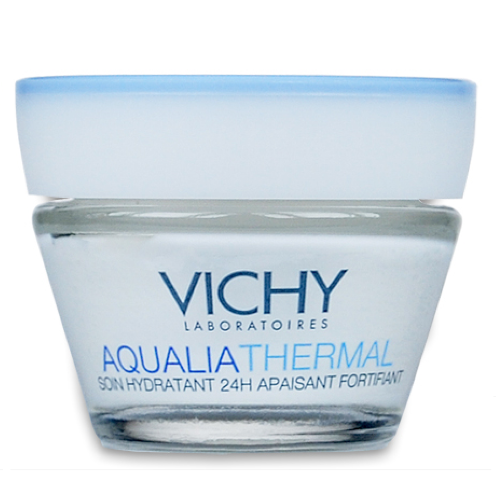 VICHY
LABORATOIRES
AQUALIATHERMAL
SOIN HYDRATANT 24H APAISANT FORTIFIANT